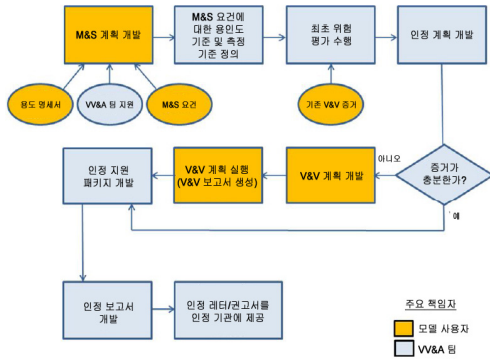 M&S 계획 개발
M&S 요건에
대한 용인도
기준 및 측정
기준 정의
최초 위험
평가 수행
인정 계획 개발
용도 명세서
VV&A 팀 지원
M&S 요건
기존 V&V 증거
인정 지원
패키지 개발
V&V 계획 실행
(V&V 보고서 생성)
V&V 계획 개발
아니오
증거가
충분한가?
예
인정 보고서
개발
인정 레터/권고서를
인정 기관에 제공
주요 책임자
모델 사용자
VV&A 팀